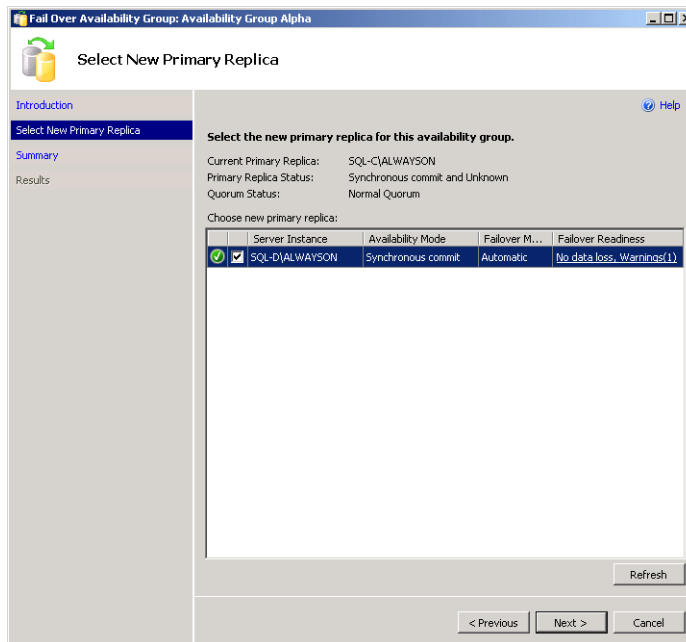 Fail Over Availability Group: Availability Group Alpha
Select New Primary Replica
Introduction
Help
Select New Primary Replica
Select the new primary replica for this availability group.
Summary
Current Primary Replica: SQL-C\ALWAYSON
Primary Replica Status: Synchronous commit and Unknown
Results
Quorum Status: Normal Quorum
Choose new primary replica:
Server Instance Availability Mode Failover M... Failover Readiness
SQL-D\ALWAYSON Synchronous commit Automatic No data loss, Warnings(1)
Refresh
< Previous Next > Cancel